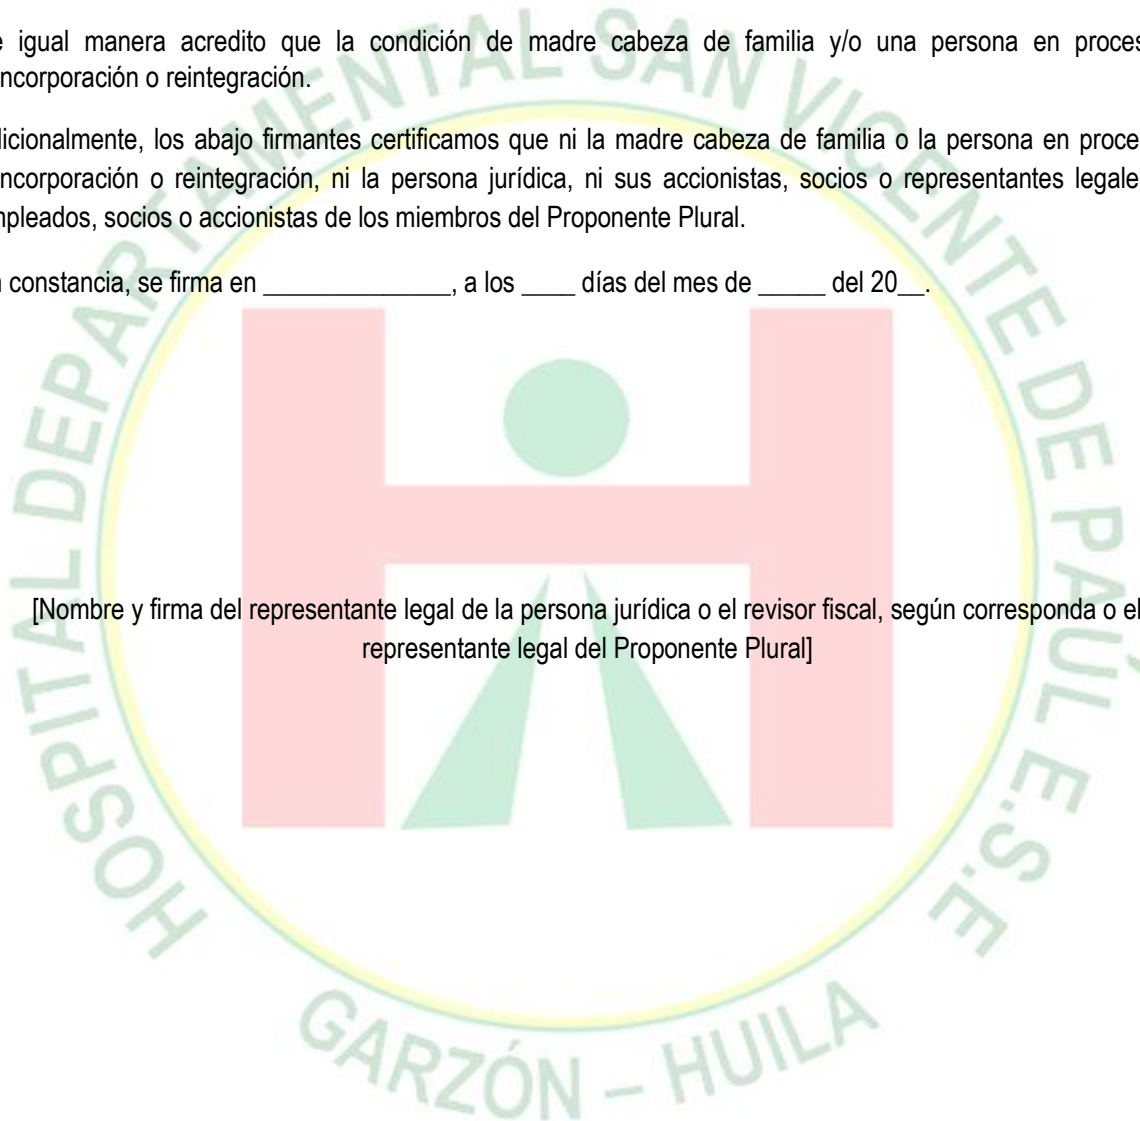 e igual manera acredito que la condición de madre cabeza de familia y/o una persona en proces
incorporación o reintegración.
dicionalmente, los abajo firmantes certificamos que ni la madre cabeza de familia o la persona en proce
incorporación o reintegración, ni la persona jurídica, ni sus accionistas, socios o representantes legale
mpleados, socios o accionistas de los miembros del Proponente Plural.
n constancia, se firma en ______________, a los ____ días del mes de _____ del 20__.
[Nombre y firma del representante legal de la persona jurídica o el revisor fiscal, según corresponda o el
representante legal del Proponente Plural]
HOSPITAL DEPARTAMENTAL SAN VICENTE DE PAÚL E.S.E
GARZÓN – HUILA